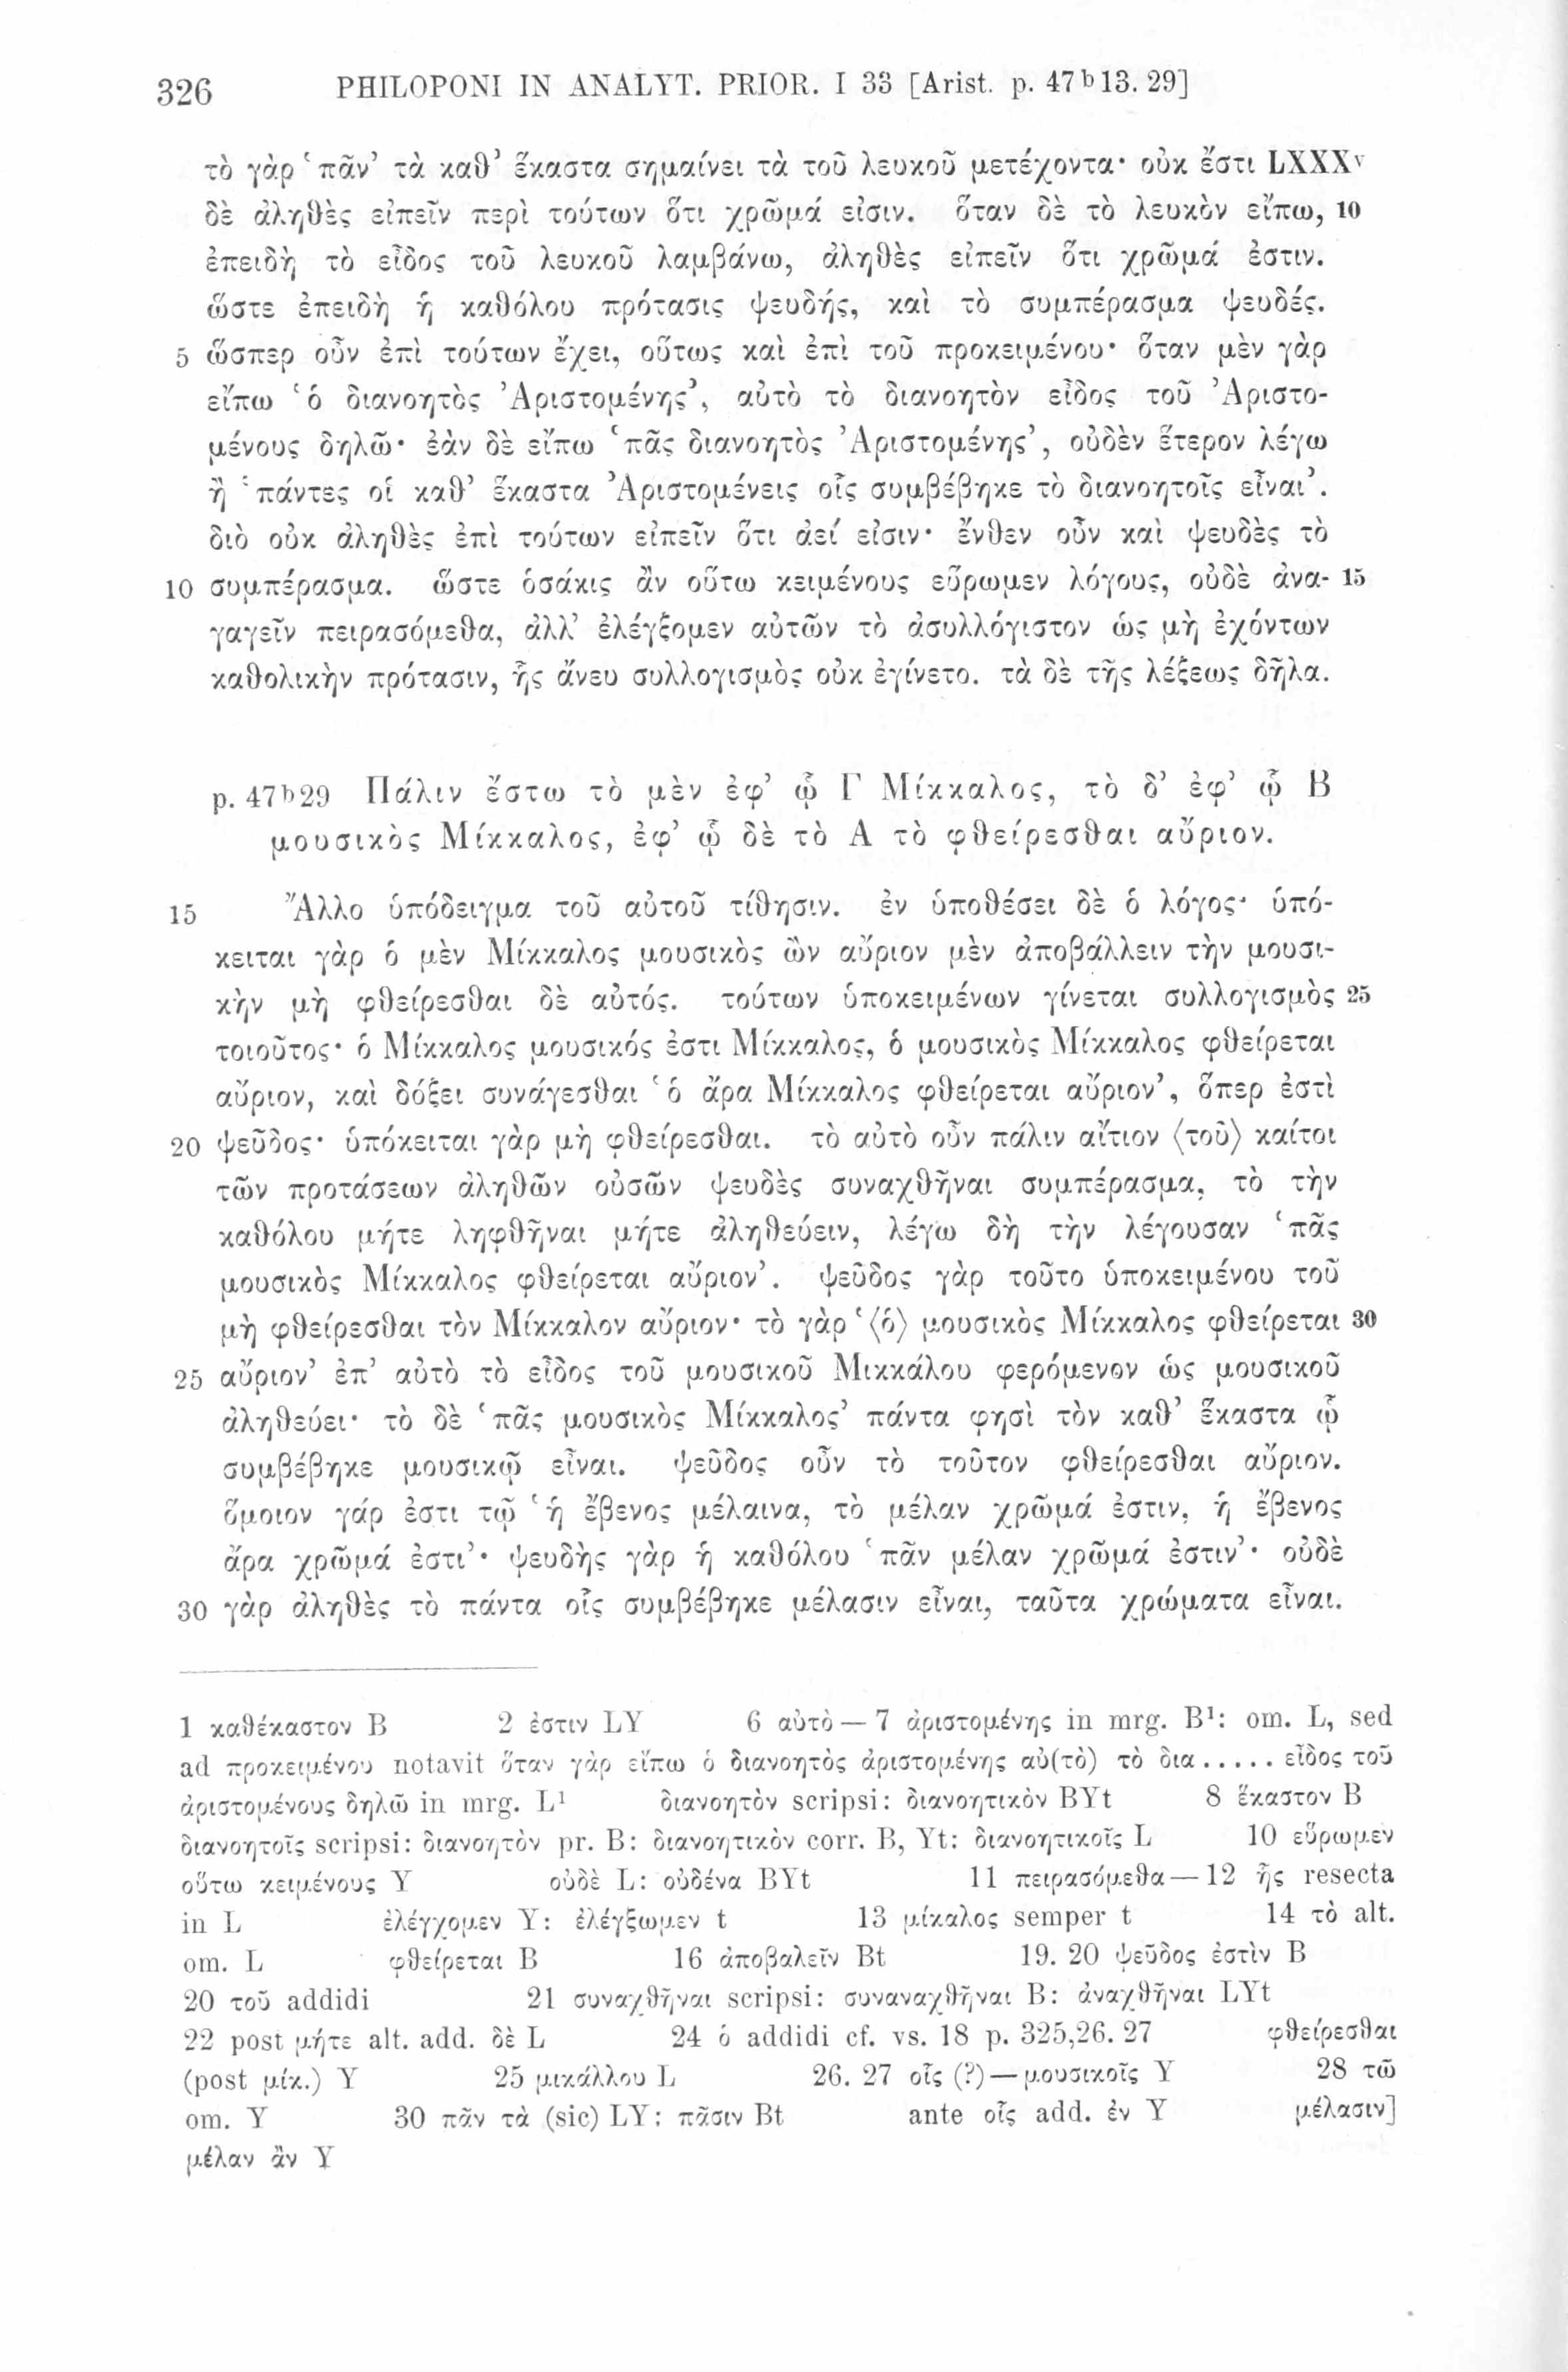 326 PHILOPONI IN ANALYT. PRIOR. I 33 [Arist. p. 47ᵇ13. 29]
τὸ γὰρ ‘πᾶν’ τὰ καθ’ ἕκαστα σημαίνει τὰ τοῦ λευκοῦ μετέχοντα· οὐκ ἔστι LXXXᵛ
δὲ ἀληθὲς εἰπεῖν περὶ τούτων ὅτι χρῶμά εἰσιν. ὅταν δὲ τὸ λευκὸν εἴπω, 10
ἐπειδὴ τὸ εἶδος τοῦ λευκοῦ λαμβάνω, ἀληθὲς εἰπεῖν ὅτι χρῶμά ἐστιν.
ὥστε ἐπειδὴ ἡ καθόλου πρότασις ψευδής, καὶ τὸ συμπέρασμα ψευδές.
5 ὥσπερ οὖν ἐπὶ τούτων ἔχει, οὕτως καὶ ἐπὶ τοῦ προκειμένου· ὅταν μὲν γὰρ
εἴπω ‘ὁ διανοητὸς Ἀριστομένης’, αὐτὸ τὸ διανοητὸν εἶδος τοῦ Ἀριστο-
μένους δηλῶ· ἐὰν δὲ εἴπω ‘πᾶς διανοητὸς Ἀριστομένης’, οὐδὲν ἕτερον λέγω
ἢ ‘πάντες οἱ καθ’ ἕκαστα Ἀριστομένεις οἷς συμβέβηκε τὸ διανοητοῖς εἶναι’.
διὸ οὐκ ἀληθὲς ἐπὶ τούτων εἰπεῖν ὅτι ἀεί εἰσιν· ἔνθεν οὖν καὶ ψευδὲς τὸ
10 συμπέρασμα. ὥστε ὁσάκις ἂν οὕτω κειμένους εὕρωμεν λόγους, οὐδὲ ἀνα- 15
γαγεῖν πειρασόμεθα, ἀλλ’ ἐλέγξομεν αὐτῶν τὸ ἀσυλλόγιστον ὡς μὴ ἐχόντων
καθολικὴν πρότασιν, ἧς ἄνευ συλλογισμὸς οὐκ ἐγίνετο. τὰ δὲ τῆς λέξεως δῆλα.
p. 47ᵇ29 Πάλιν ἔστω τὸ μὲν ἐφ’ ᾧ Γ Μίκκαλος, τὸ δ’ ἐφ’ ᾧ Β
μουσικὸς Μίκκαλος, ἐφ’ ᾧ δὲ τὸ Α τὸ φθείρεσθαι αὔριον.
15 Ἄλλο ὑπόδειγμα τοῦ αὐτοῦ τίθησιν. ἐν ὑποθέσει δὲ ὁ λόγος· ὑπό-
κειται γὰρ ὁ μὲν Μίκκαλος μουσικὸς ὢν αὔριον μὲν ἀποβάλλειν τὴν μουσι-
κὴν μὴ φθείρεσθαι δὲ αὐτός. τούτων ὑποκειμένων γίνεται συλλογισμὸς 25
τοιοῦτος· ὁ Μίκκαλος μουσικός ἐστι Μίκκαλος, ὁ μουσικὸς Μίκκαλος φθείρεται
αὔριον, καὶ δόξει συνάγεσθαι ‘ὁ ἄρα Μίκκαλος φθείρεται αὔριον’, ὅπερ ἐστὶ
20 ψεῦδος· ὑπόκειται γὰρ μὴ φθείρεσθαι. τὸ αὐτὸ οὖν πάλιν αἴτιον ⟨τοῦ⟩ καίτοι
τῶν προτάσεων ἀληθῶν οὐσῶν ψευδὲς συναχθῆναι συμπέρασμα, τὸ τὴν
καθόλου μήτε ληφθῆναι μήτε ἀληθεύειν, λέγω δὴ τὴν λέγουσαν ‘πᾶς
μουσικὸς Μίκκαλος φθείρεται αὔριον’. ψεῦδος γὰρ τοῦτο ὑποκειμένου τοῦ
μὴ φθείρεσθαι τὸν Μίκκαλον αὔριον· τὸ γὰρ ‘⟨ὁ⟩ μουσικὸς Μίκκαλος φθείρεται 30
25 αὔριον’ ἐπ’ αὐτὸ τὸ εἶδος τοῦ μουσικοῦ Μικκάλου φερόμενον ὡς μουσικοῦ
ἀληθεύει· τὸ δὲ ‘πᾶς μουσικὸς Μίκκαλος’ πάντα φησὶ τὸν καθ’ ἕκαστα ᾧ
συμβέβηκε μουσικῷ εἶναι. ψεῦδος οὖν τὸ τοῦτον φθείρεσθαι αὔριον.
ὅμοιον γάρ ἐστι τῷ ‘ἡ ἔβενος μέλαινα, τὸ μέλαν χρῶμά ἐστιν, ἡ ἔβενος
ἄρα χρῶμά ἐστι’· ψευδὴς γὰρ ἡ καθόλου ‘πᾶν μέλαν χρῶμά ἐστιν’· οὐδὲ
30 γὰρ ἀληθὲς τὸ πάντα οἷς συμβέβηκε μέλασιν εἶναι, ταῦτα χρώματα εἶναι.
1 καθέκαστον B 2 ἐστιν LY 6 αὐτὸ — 7 ἀριστομένης in mrg. B¹: om. L, sed
ad προκειμένου notavit ὅταν γὰρ εἴπω ὁ διανοητὸς ἀριστομένης αὐ(τὸ) τὸ δια ..... εἶδος τοῦ
ἀριστομένους δηλῶ in mrg. L¹ διανοητὸν scripsi: διανοητικὸν BYt 8 ἕκαστον B
διανοητοῖς scripsi: διανοητὸν pr. B: διανοητικὸν corr. B, Yt: διανοητικοῖς L 10 εὕρωμεν
οὕτω κειμένους Y οὐδὲ L: οὐδένα BYt 11 πειρασόμεθα — 12 ἧς resecta
in L ἐλέγχομεν Y: ἐλέγξωμεν t 13 μίκαλος semper t 14 τὸ alt.
om. L φθείρεται B 16 ἀποβαλεῖν Bt 19. 20 ψεῦδος ἐστὶν B
20 τοῦ addidi 21 συναχθῆναι scripsi: συναναχθῆναι B: ἀναχθῆναι LYt
22 post μήτε alt. add. δὲ L 24 ὁ addidi cf. vs. 18 p. 325,26. 27 φθείρεσθαι
(post μίκ.) Y 25 μικάλλου L 26. 27 οἷς (?) — μουσικοῖς Y 28 τῶ
om. Y 30 πᾶν τὰ (sic) LY: πᾶσιν Bt ante οἷς add. ἐν Y μέλασιν]
μέλαν ἂν Y